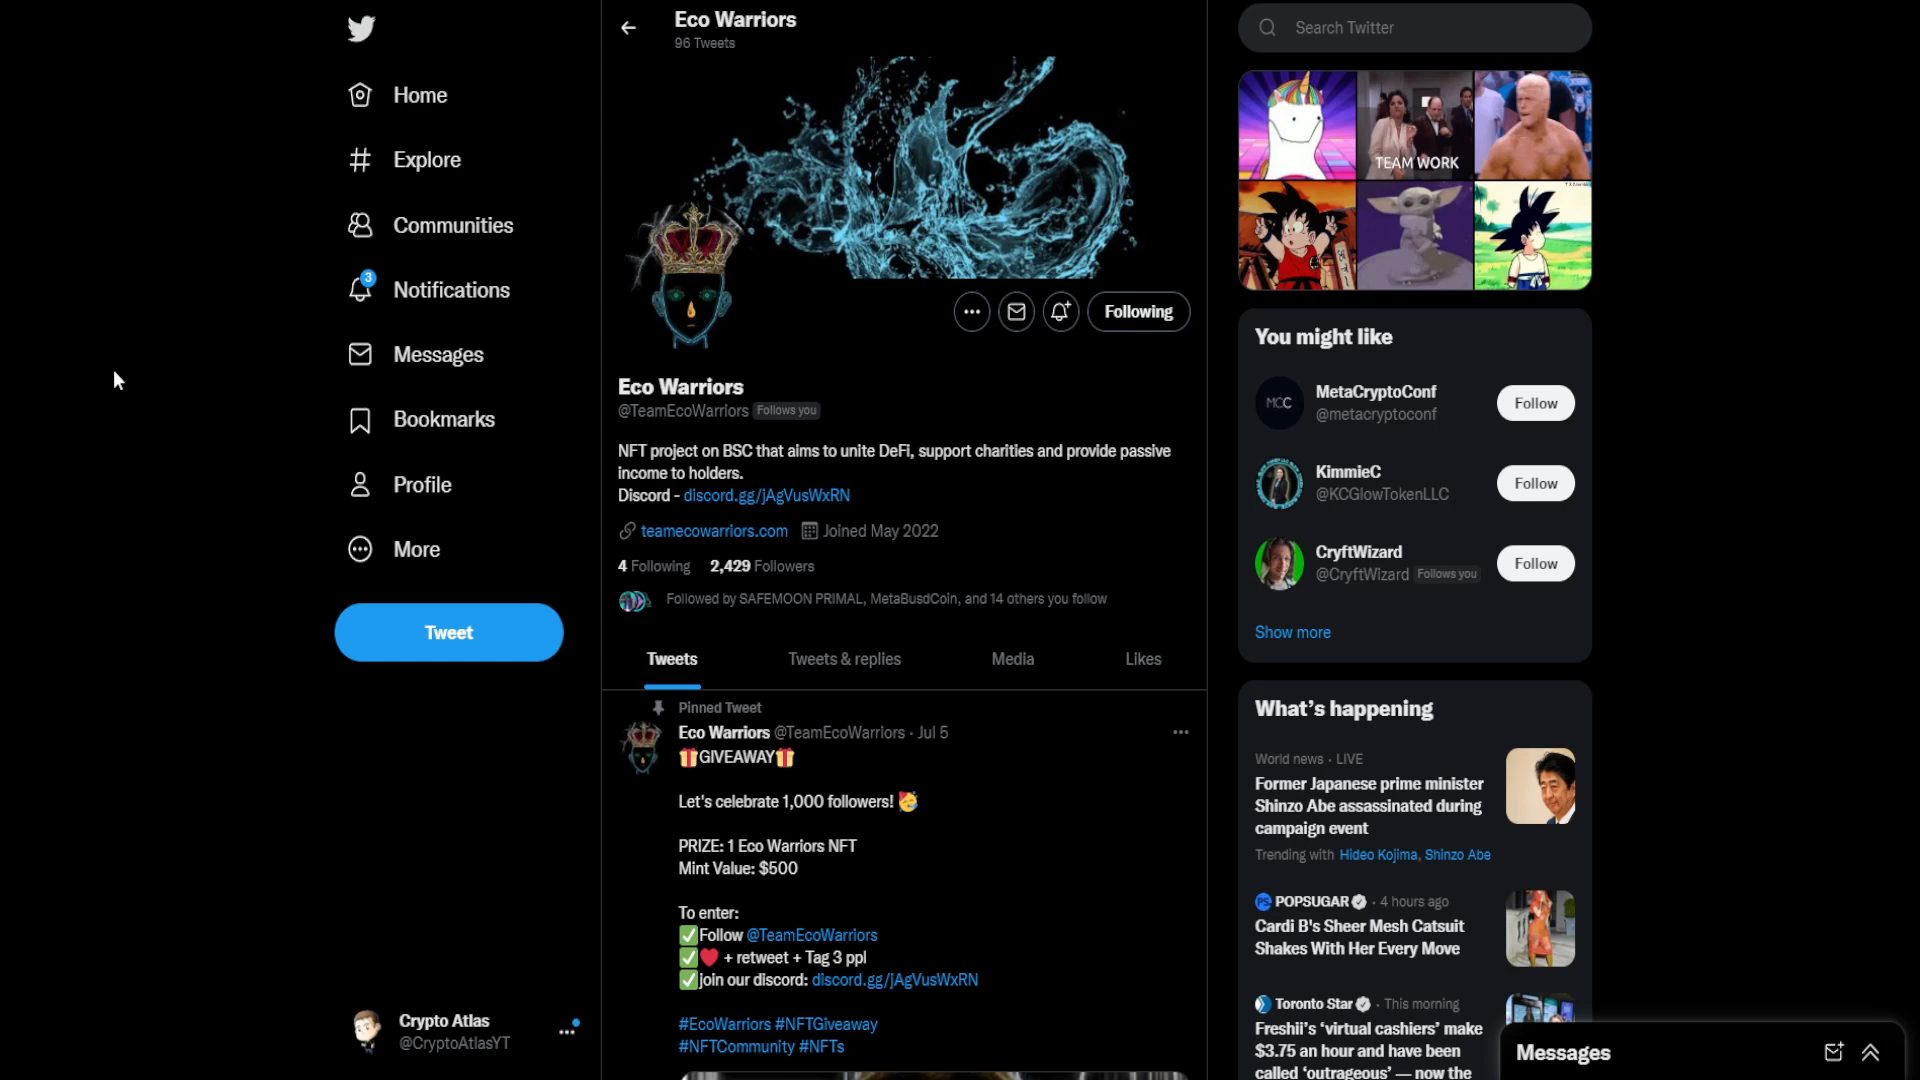 Home
Explore
Communities
3
Notifications
Messages
Bookmarks
Profile
More
Tweet
Crypto Atlas
@CryptoAtlasYT
Eco Warriors
96 Tweets
Following
Eco Warriors
@TeamEcoWarriors Follows you
NFT project on BSC that aims to unite DeFI, support charities and provide passive
income to holders.
Discord - discord.gg/jAgVusWxRN
teamecowarriors.com Joined May 2022
4 Following 2,429 Followers
Followed by SAFEMOON PRIMAL, MetaBusdCoin, and 14 others you follow
Tweets Tweets & replies Media Likes
Pinned Tweet
Eco Warriors @TeamEcoWarriors · Jul 5
🎁GIVEAWAY🎁
Let's celebrate 1,000 followers! 🥳
PRIZE: 1 Eco Warriors NFT
Mint Value: $500
To enter:
✅Follow @TeamEcoWarriors
✅❤️ + retweet + Tag 3 ppl
✅join our discord: discord.gg/jAgVusWxRN
#EcoWarriors #NFTGiveaway
#NFTCommunity #NFTs
Search Twitter
TEAM WORK
You might like
MCC
MetaCryptoConf
@metacryptoconf
Follow
KimmieC
@KCGlowTokenLLC
Follow
CryftWizard
@CryftWizard Follows you
Follow
Show more
What's happening
World news · LIVE
Former Japanese prime minister
Shinzo Abe assassinated during
campaign event
Trending with Hideo Kojima, Shinzo Abe
PS POPSUGAR · 4 hours ago
Cardi B's Sheer Mesh Catsuit
Shakes With Her Every Move
Toronto Star · This morning
Freshii's 'virtual cashiers' make
$3.75 an hour and have been
called 'outrageous' — now the
Messages